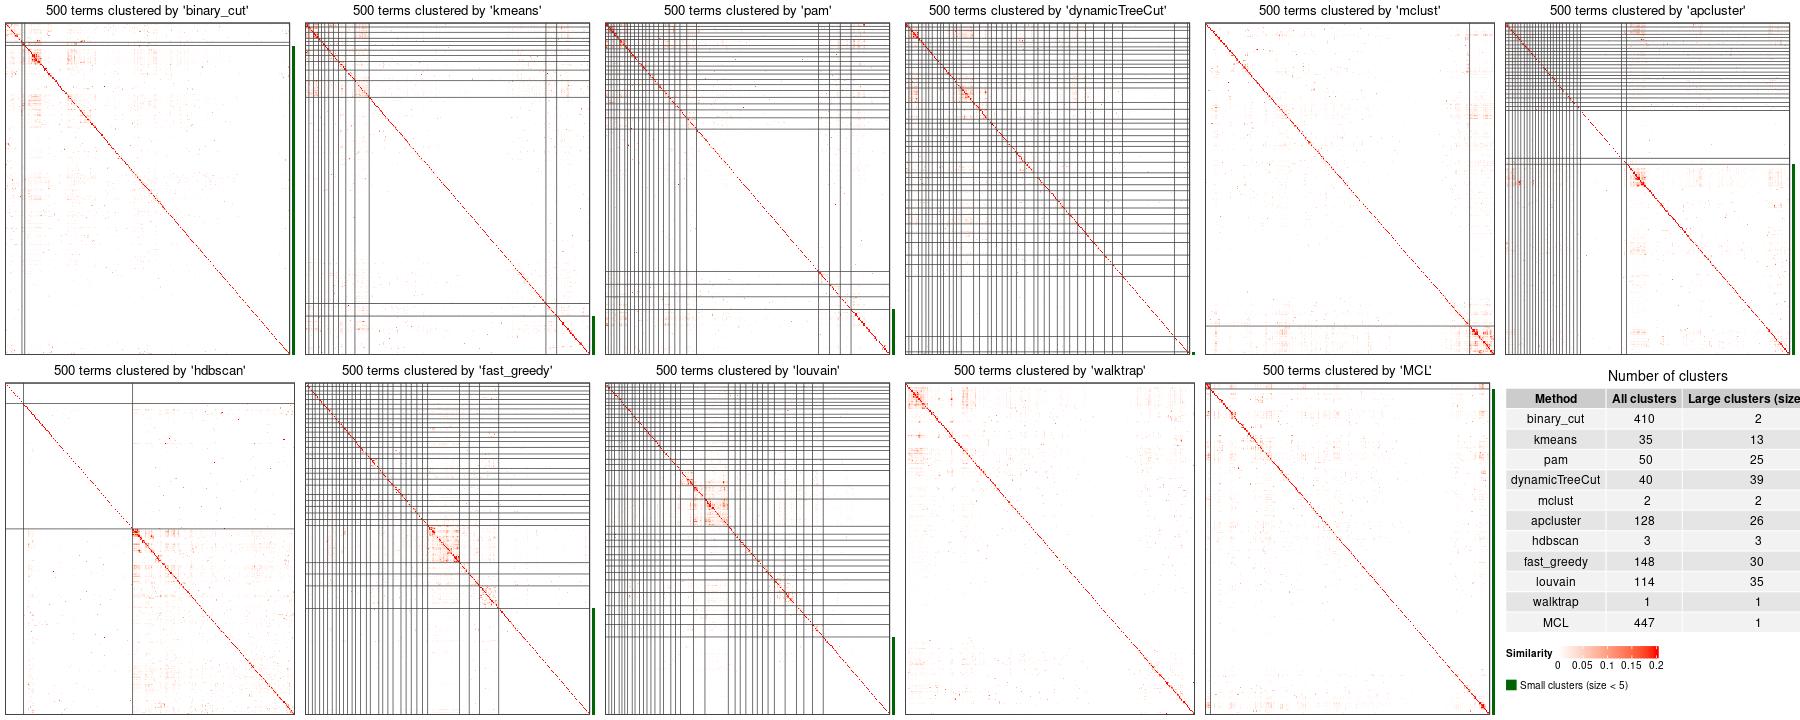 500 terms clustered by 'binary_cut'
500 terms clustered by 'kmeans'
500 terms clustered by 'pam'
500 terms clustered by 'dynamicTreeCut'
500 terms clustered by 'mclust'
500 terms clustered by 'apcluster'
500 terms clustered by 'hdbscan'
500 terms clustered by 'fast_greedy'
500 terms clustered by 'louvain'
500 terms clustered by 'walktrap'
500 terms clustered by 'MCL'
Number of clusters
Method All clusters Large clusters (size
binary_cut 410 2
kmeans 35 13
pam 50 25
dynamicTreeCut 40 39
mclust 2 2
apcluster 128 26
hdbscan 3 3
fast_greedy 148 30
louvain 114 35
walktrap 1 1
MCL 447 1
Similarity
0 0.05 0.1 0.15 0.2
Small clusters (size < 5)